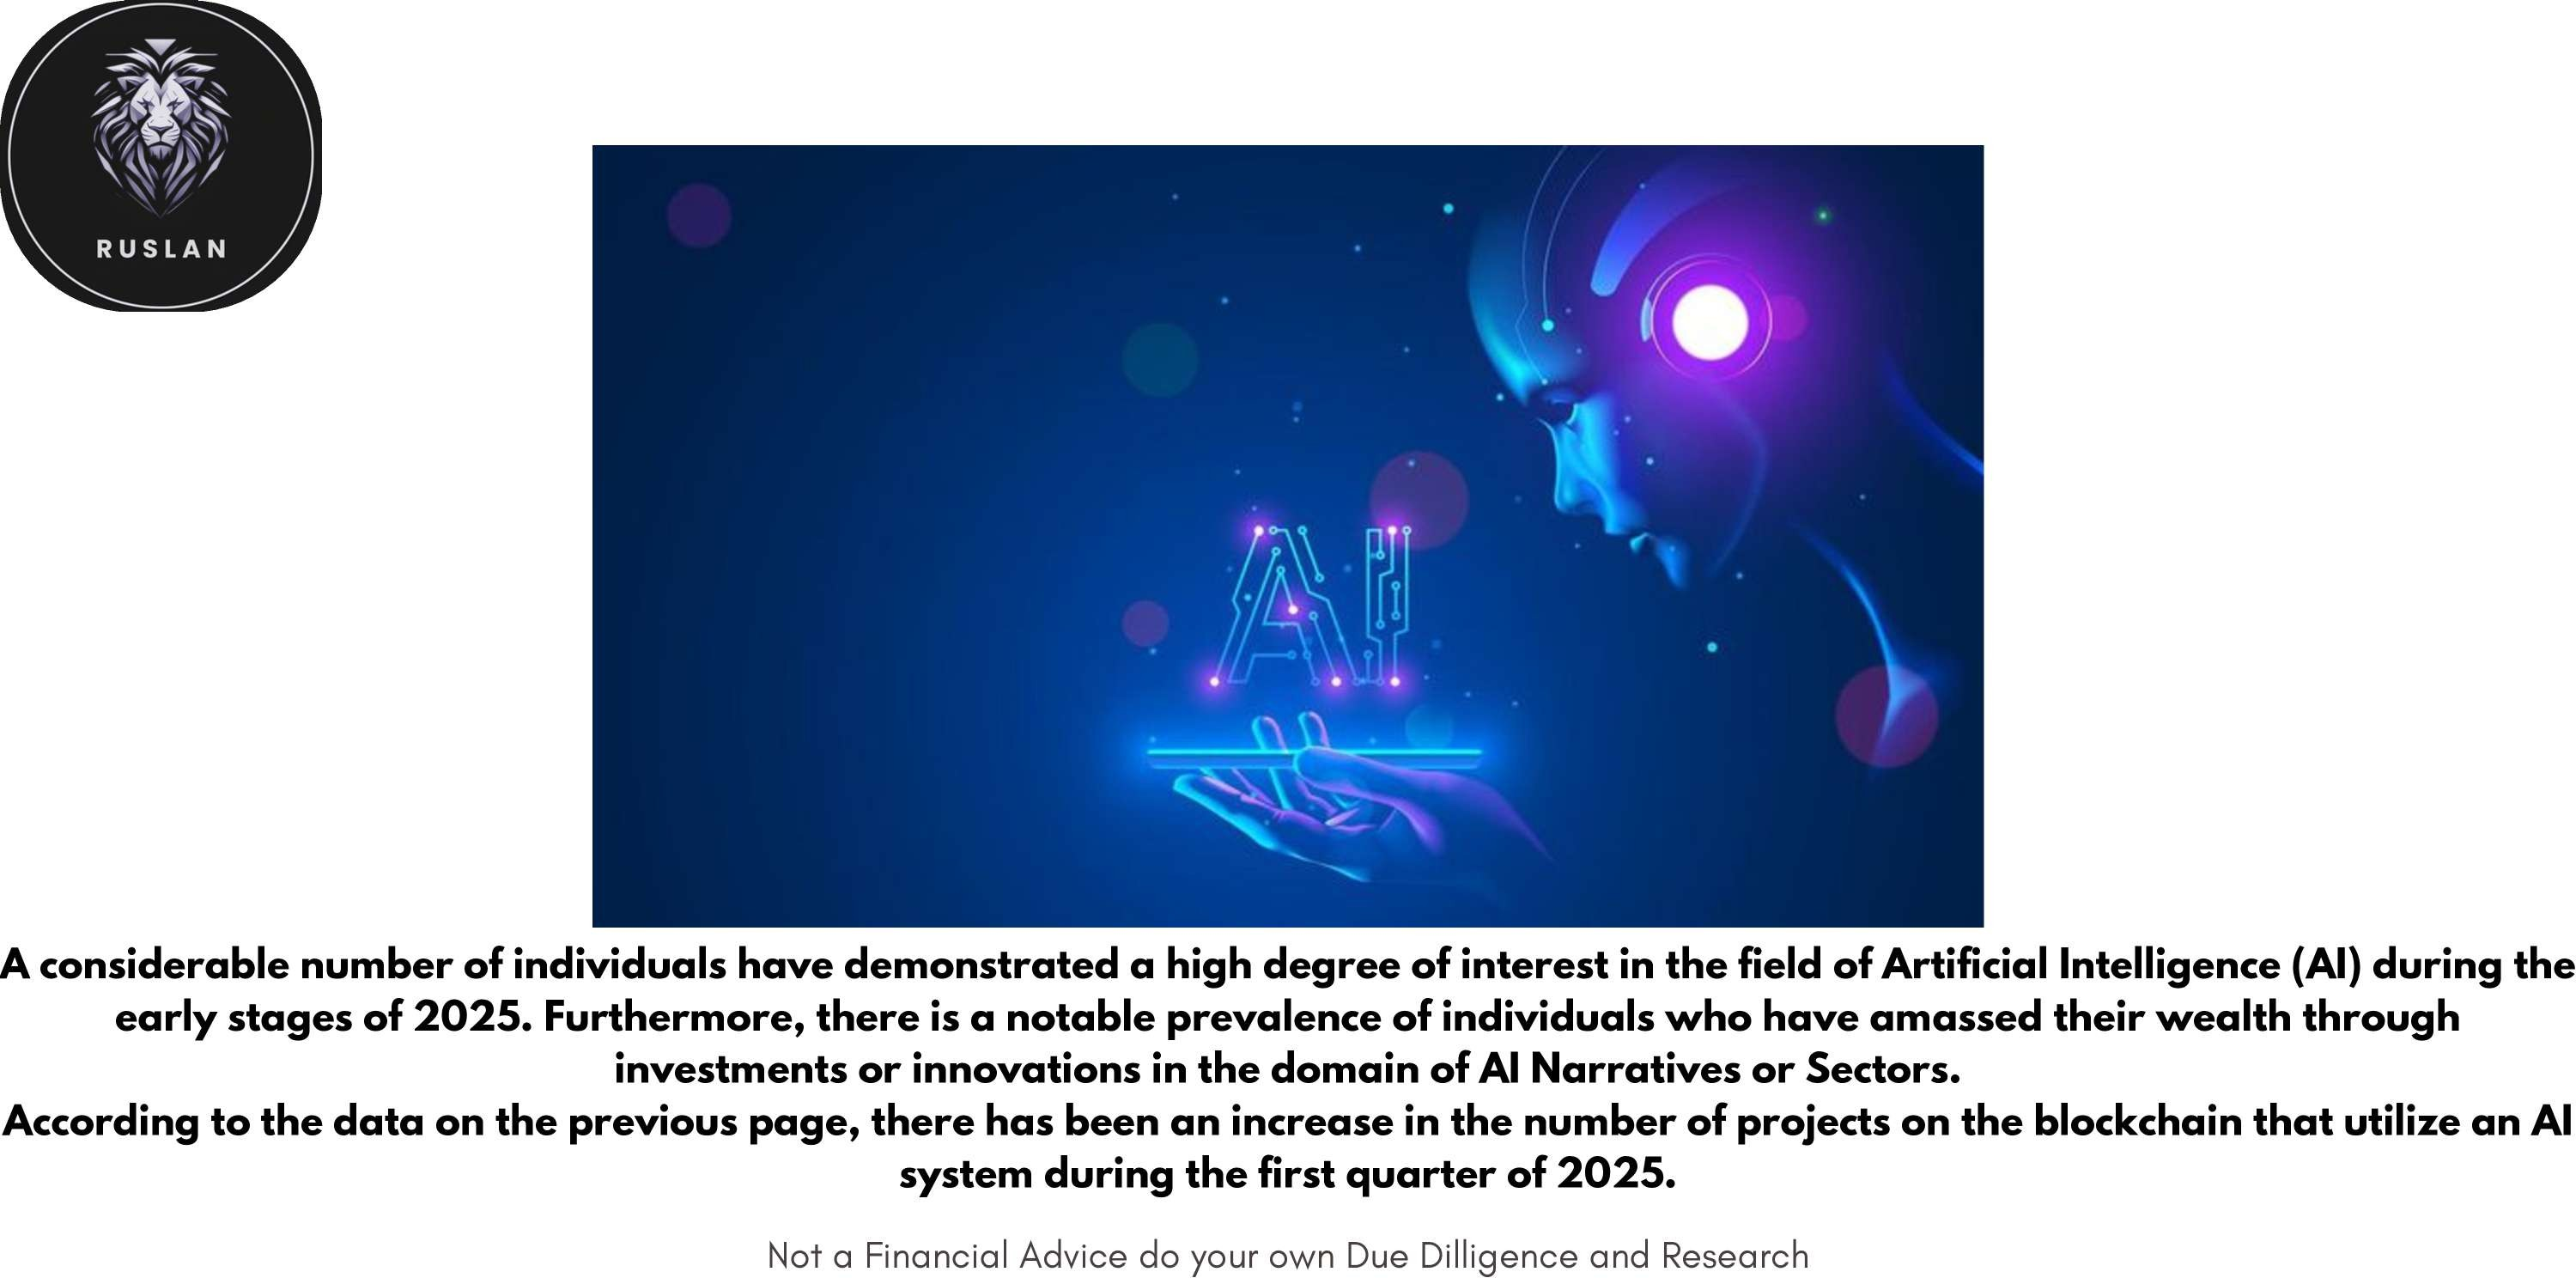 RUSLAN
AI
A considerable number of individuals have demonstrated a high degree of interest in the field of Artificial Intelligence (AI) during the
early stages of 2025. Furthermore, there is a notable prevalence of individuals who have amassed their wealth through
investments or innovations in the domain of AI Narratives or Sectors.
According to the data on the previous page, there has been an increase in the number of projects on the blockchain that utilize an AI
system during the first quarter of 2025.
Not a Financial Advice do your own Due Dilligence and Research